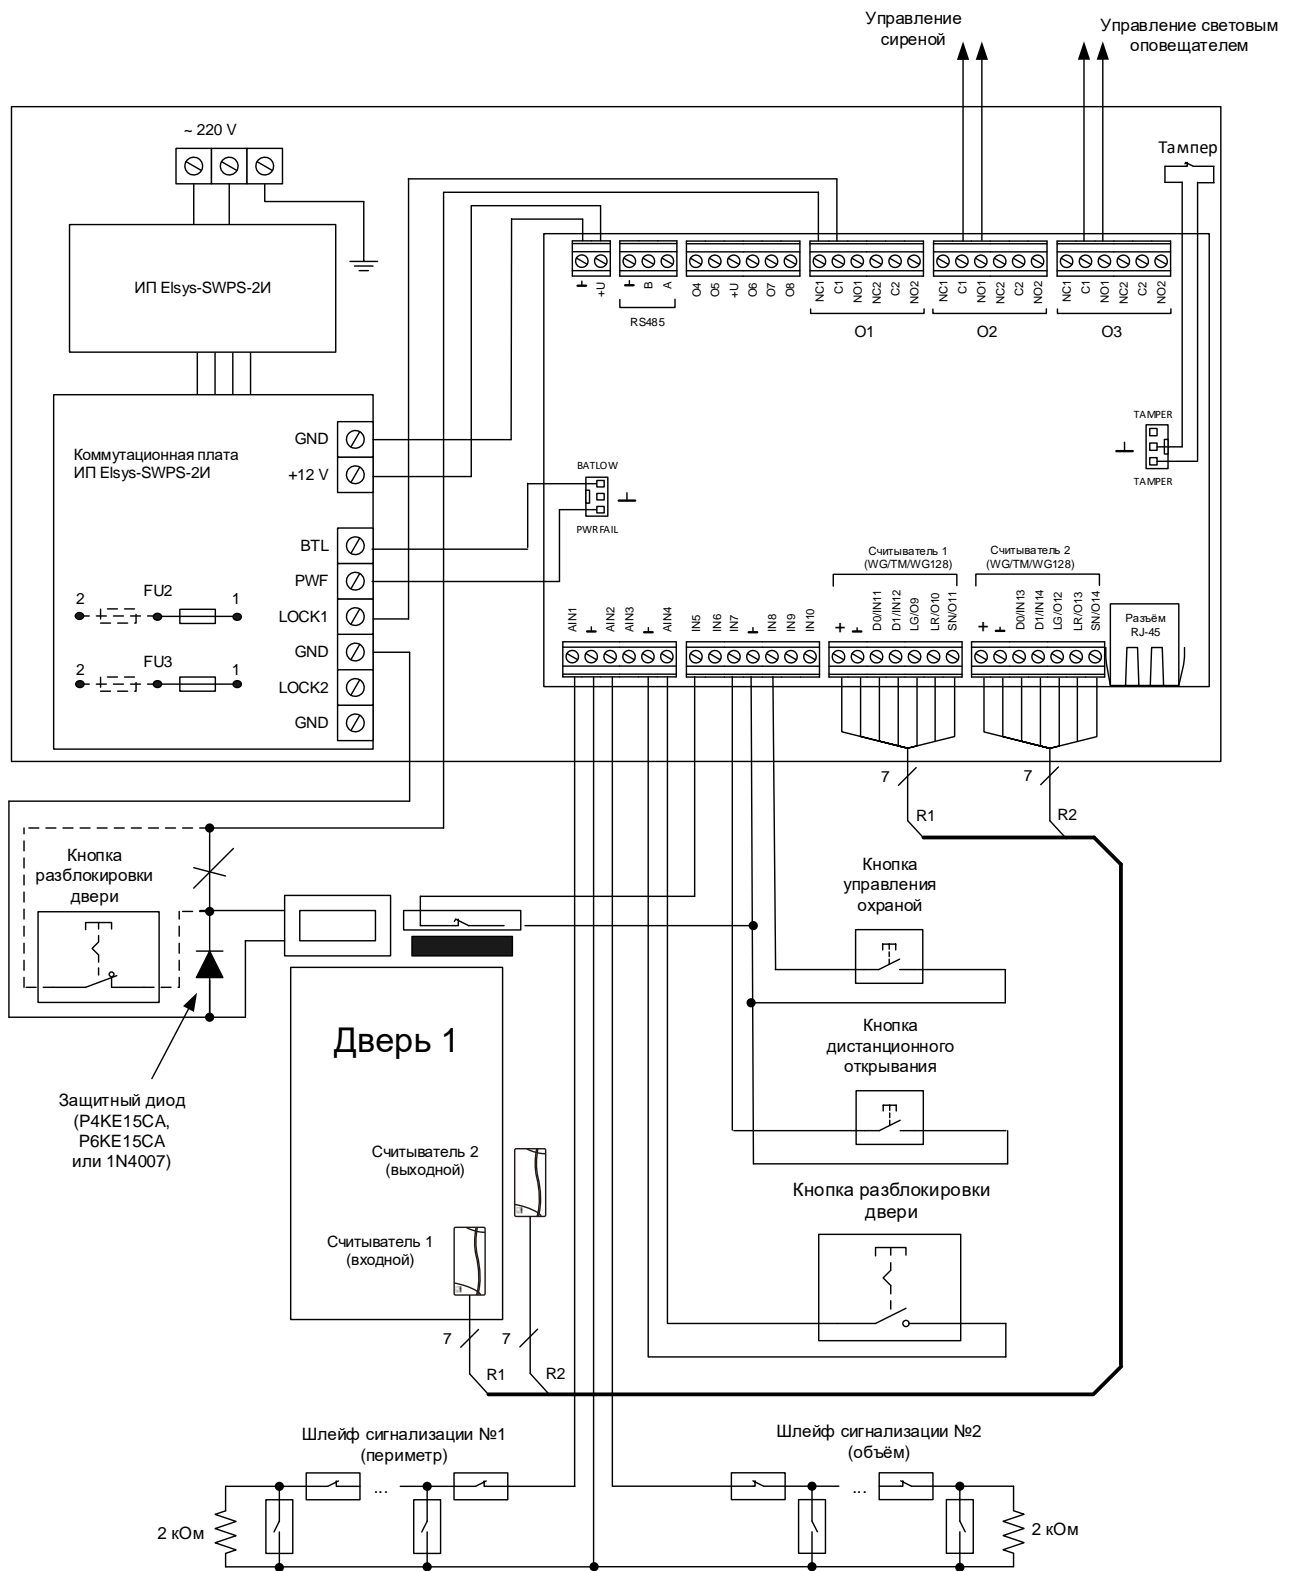 Управление
сиреной
Управление световым
оповещателем
~ 220 V
Тампер
ИП Elsys-SWPS-2И
+U
B
A
RS485
O4
O5
+U
O6
O7
O8
NC1
C1
NO1
NC2
C2
NO2
O1
NC1
C1
NO1
NC2
C2
NO2
O2
NC1
C1
NO1
NC2
C2
NO2
O3
Коммутационная плата
ИП Elsys-SWPS-2И
GND
+12 V
BTL
PWF
LOCK1
GND
LOCK2
GND
2
FU2
1
2
FU3
1
BATLOW
PWRFAIL
TAMPER
TAMPER
Считыватель 1
(WG/TM/WG128)
Считыватель 2
(WG/TM/WG128)
AIN1
AIN2
AIN3
AIN4
IN5
IN6
IN7
IN8
IN9
IN10
+
D0/IN11
D1/IN12
LG/O9
LR/O10
SN/O11
+
D0/IN13
D1/IN14
LG/O12
LR/O13
SN/O14
Разъём
RJ-45
7
R1
7
R2
Кнопка
разблокировки
двери
Кнопка
управления
охраной
Дверь 1
Кнопка
дистанционного
открывания
Защитный диод
(P4KE15CA,
P6KE15CA
или 1N4007)
Считыватель 2
(выходной)
Считыватель 1
(входной)
Кнопка разблокировки
двери
7
7
R1
R2
Шлейф сигнализации №1
(периметр)
Шлейф сигнализации №2
(объём)
...
...
2 кОм
2 кОм